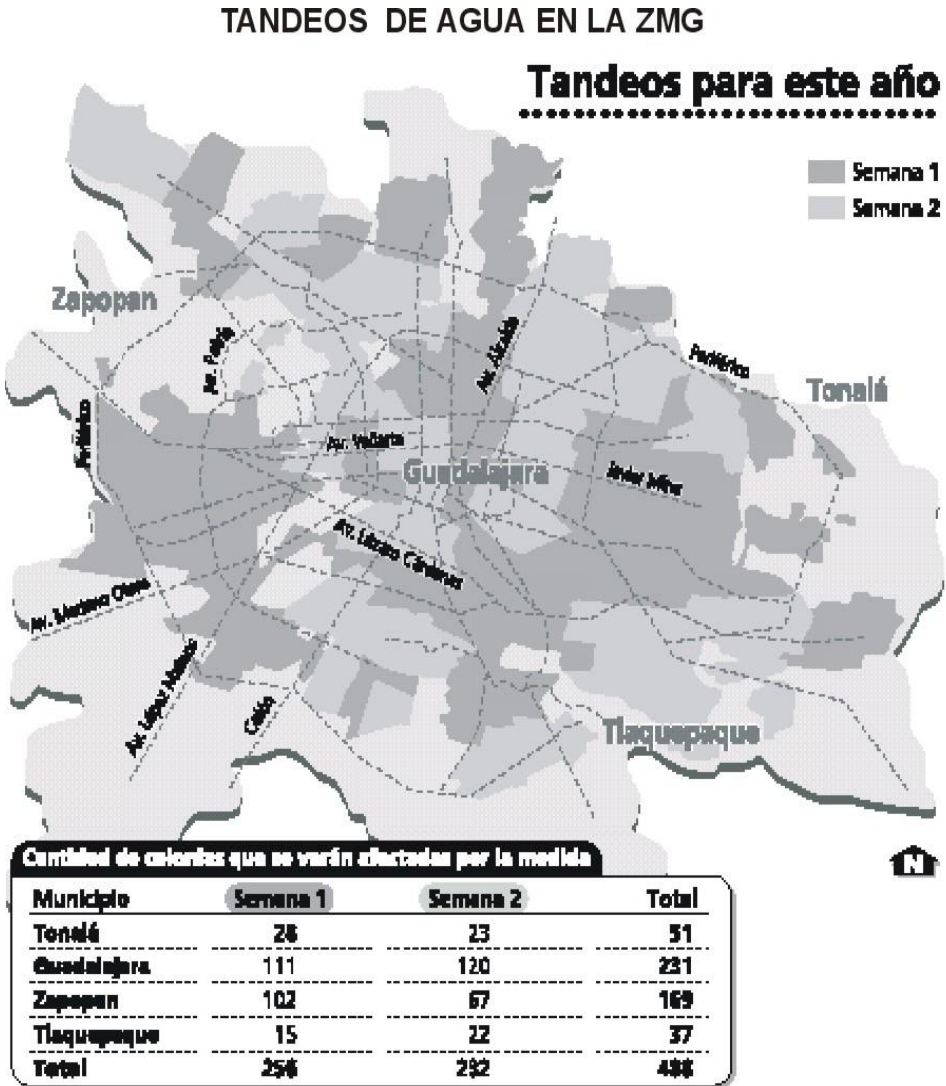 TANDEOS DE AGUA EN LA ZMG
Tandeos para este año
Semana 1
Semana 2
Zapopan
Av. Patria
Av. Alcalde
Periférico
Tonalá
Periférico
Av. Vallarta
Guadalajara
Javier Mina
Av. Lázaro Cárdenas
Av. Mariano Otero
Av. López Mateos
Colón
Tlaquepaque
Cantidad de colonias que se verán afectadas por la medida
N
Municipio Semana 1 Semana 2 Total
Tonalá 28 23 51
Guadalajara 111 120 231
Zapopan 102 67 169
Tlaquepaque 15 22 37
Total 256 232 488